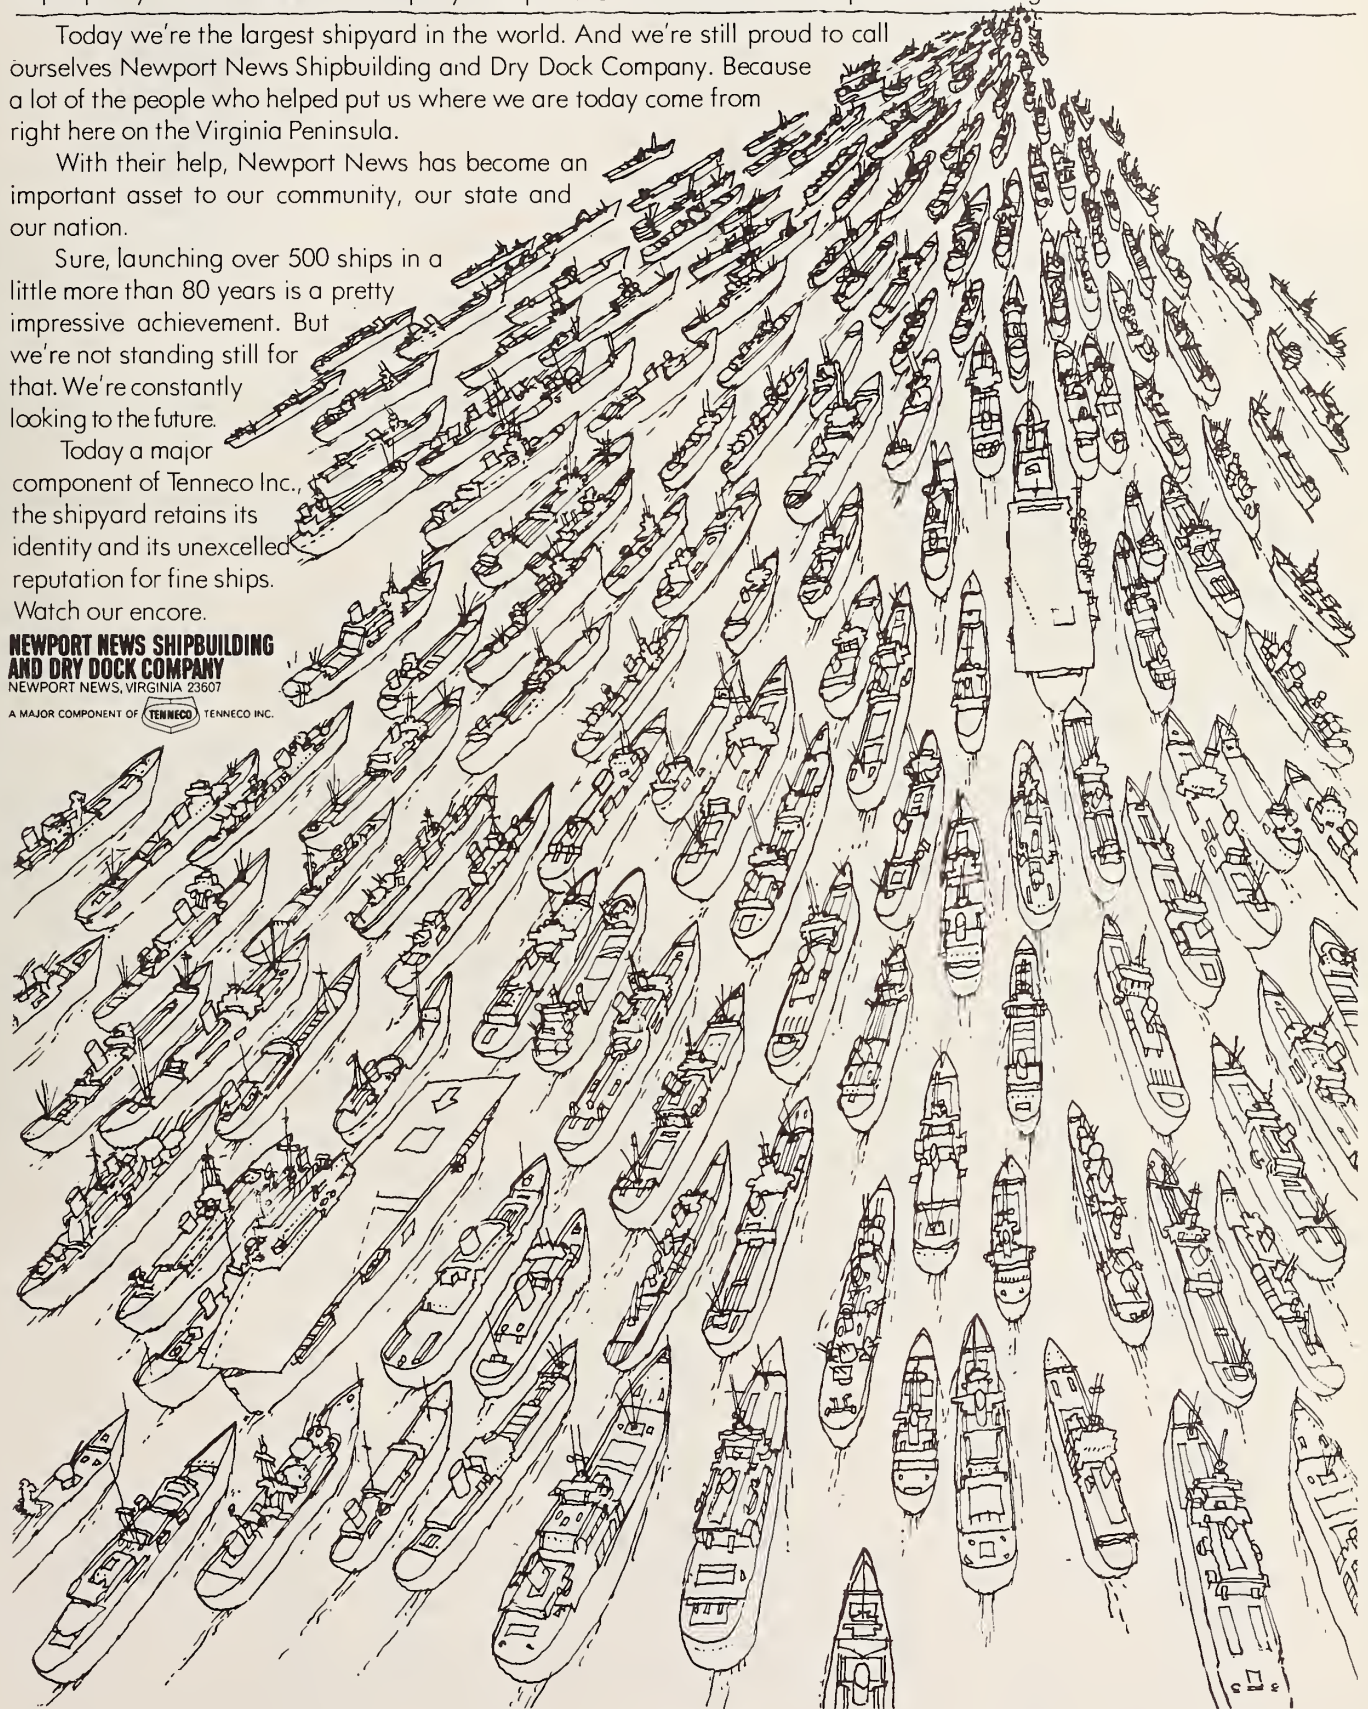 Today we're the largest shipyard in the world. And we're still proud to call
ourselves Newport News Shipbuilding and Dry Dock Company. Because
a lot of the people who helped put us where we are today come from
right here on the Virginia Peninsula.
With their help, Newport News has become an
important asset to our community, our state and
our nation.
Sure, launching over 500 ships in a
little more than 80 years is a pretty
impressive achievement. But
we're not standing still for
that. We're constantly
looking to the future.
Today a major
component of Tenneco Inc.,
the shipyard retains its
identity and its unexcelled
reputation for fine ships.
Watch our encore.
NEWPORT NEWS SHIPBUILDING
AND DRY DOCK COMPANY
NEWPORT NEWS, VIRGINIA 23607
A MAJOR COMPONENT OF TENNECO TENNECO INC.